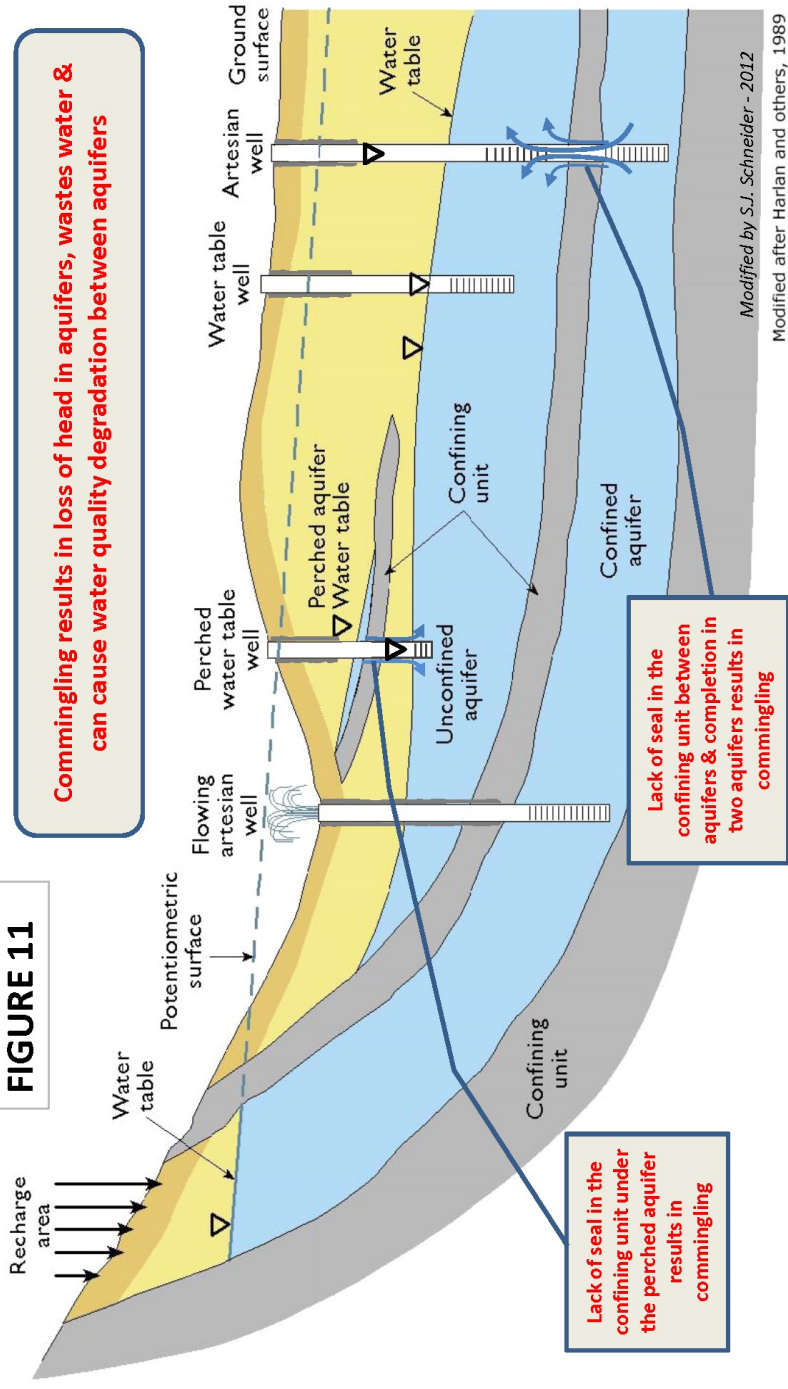 FIGURE 11
Commingling results in loss of head in aquifers, wastes water &
can cause water quality degradation between aquifers
Recharge
area
Water
table
Potentiometric
surface
Flowing
artesian
well
Perched
water table
well
Perched aquifer
Water table
Water table
well
Artesian
well
Ground
surface
Water
table
Unconfined
aquifer
Confining
unit
Confined
aquifer
Confining
unit
Lack of seal in the
confining unit under
the perched aquifer
results in
commingling
Lack of seal in the
confining unit between
aquifers & completion in
two aquifers results in
commingling
Modified by S.J. Schneider - 2012
Modified after Harlan and others, 1989